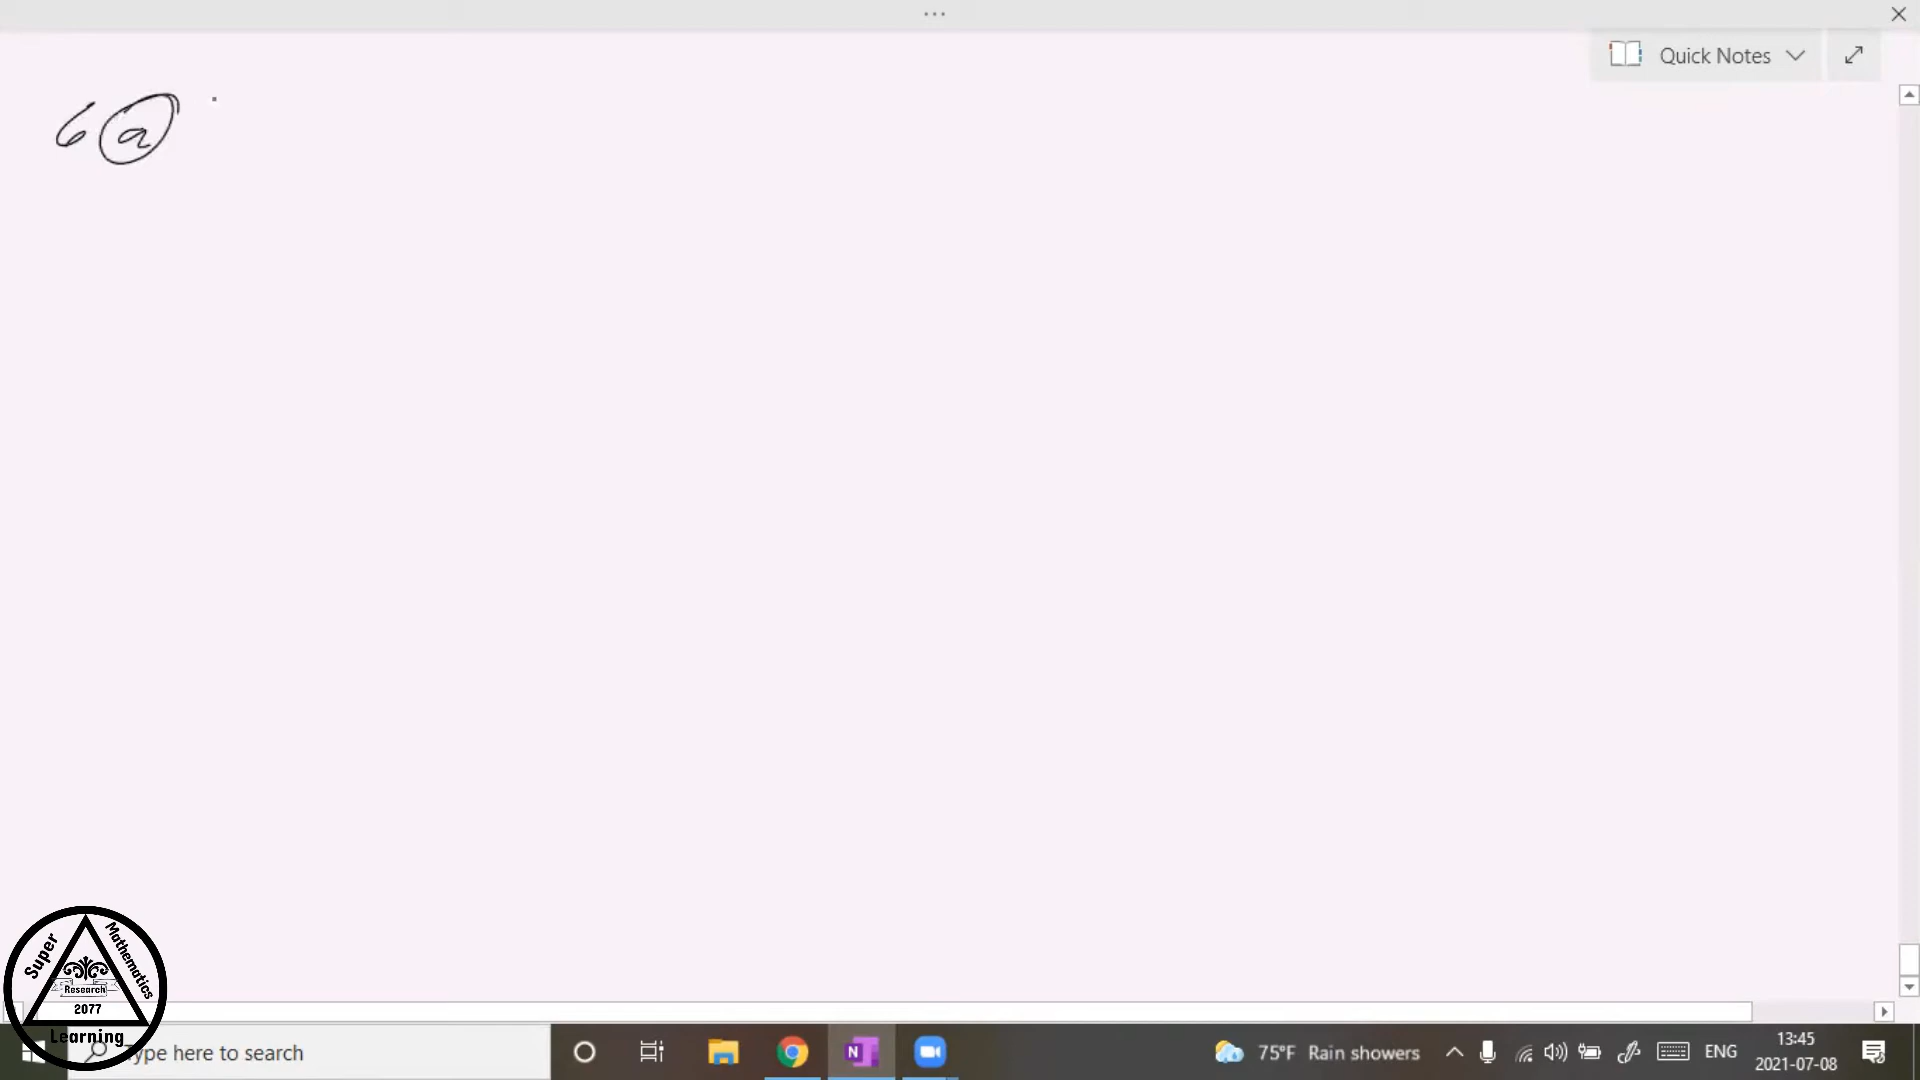 ...
Quick Notes
6 (a)
Super Mathematics
Research
2077
Learning
Type here to search
75°F Rain showers
ENG
13:45
2021-07-08